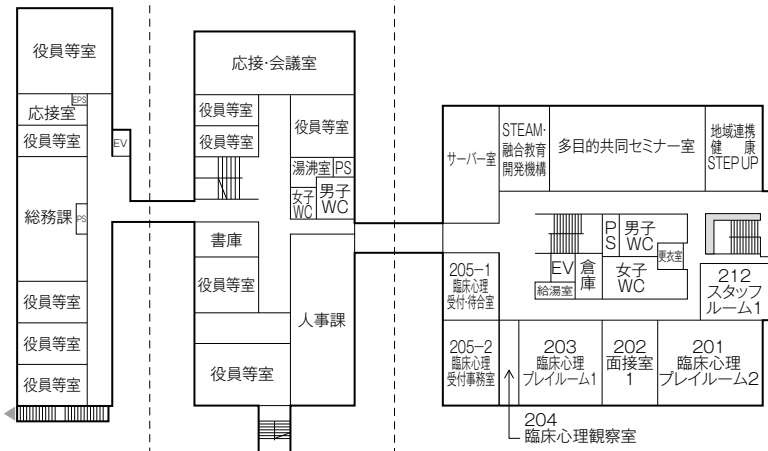 役員等室
応接室
EPS
役員等室
EV
総務課
PS
役員等室
役員等室
役員等室
応接・会議室
役員等室
役員等室
役員等室
湯沸室
PS
女子
WC
男子
WC
書庫
役員等室
人事課
役員等室
サーバー室
STEAM・
融合教育
開発機構
多目的共同セミナー室
地域連携
健康
STEP UP
PS
男子
WC
更衣室
EV
倉庫
女子
WC
給湯室
205-1
臨床心理
受付・待合室
212
スタッフ
ルーム1
205-2
臨床心理
受付事務室
203
臨床心理
プレイルーム1
202
面接室
1
201
臨床心理
プレイルーム2
204
臨床心理観察室